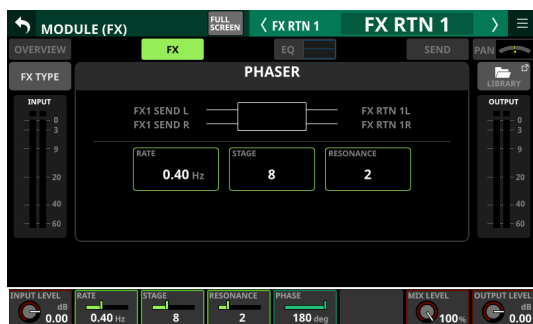 MODULE (FX)
FULL
SCREEN
FX RTN 1
FX RTN 1
OVERVIEW
FX
EQ
SEND
PAN
FX TYPE
PHASER
LIBRARY
INPUT
0
3
9
20
40
60
FX1 SEND L
FX1 SEND R
FX RTN 1L
FX RTN 1R
RATE
0.40 Hz
STAGE
8
RESONANCE
2
OUTPUT
0
3
9
20
40
60
INPUT LEVEL
dB
0.00
RATE
0.40 Hz
STAGE
8
RESONANCE
2
PHASE
180 deg
MIX LEVEL
100%
OUTPUT LEVEL
dB
0.00